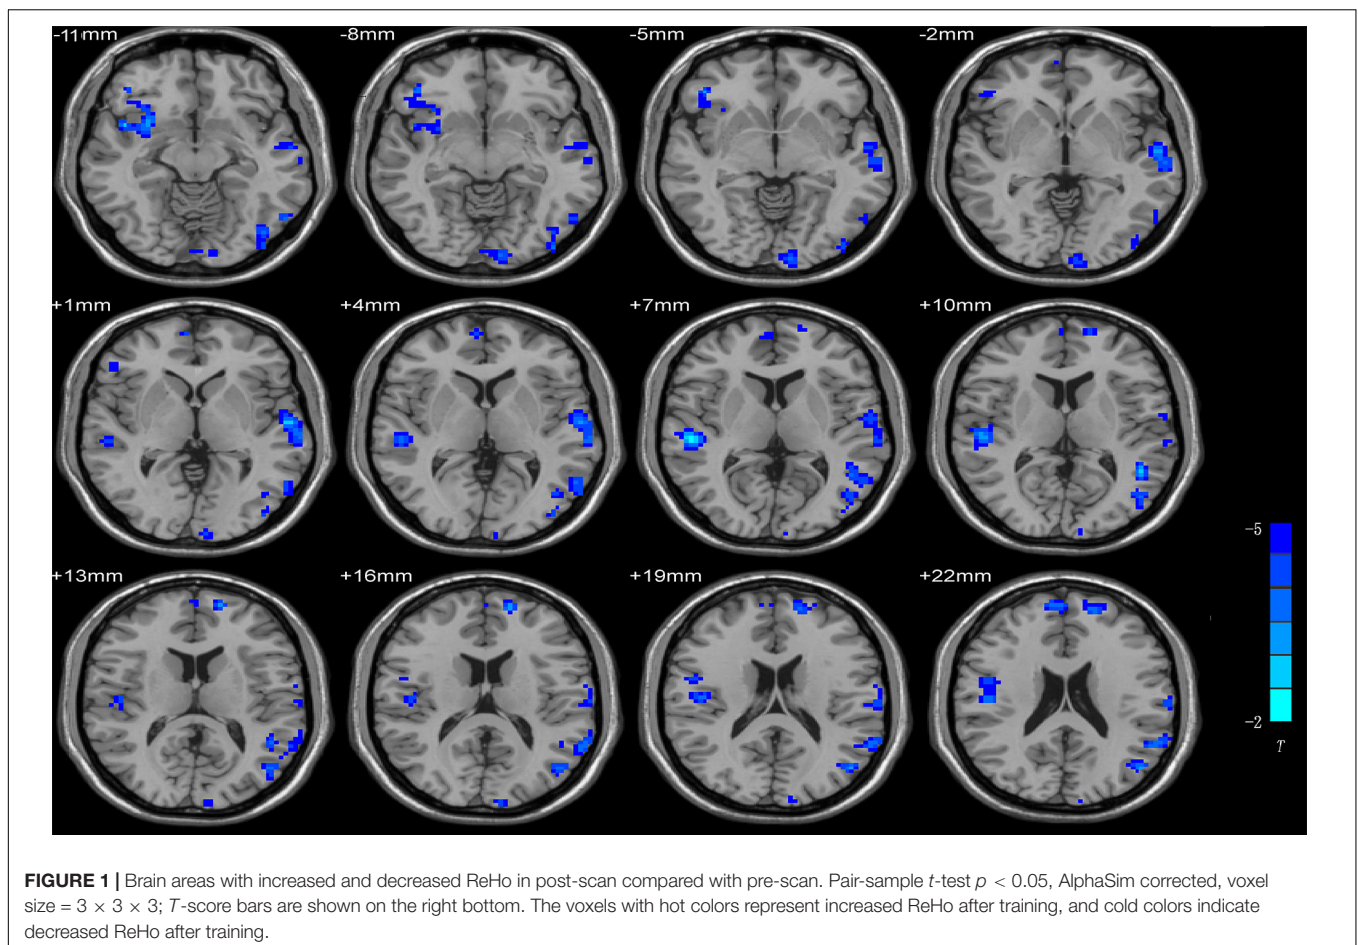 -11mm
-8mm
-5mm
-2mm
+1mm
+4mm
+7mm
+10mm
+13mm
+16mm
+19mm
+22mm
-5
-2
T
FIGURE 1 | Brain areas with increased and decreased ReHo in post-scan compared with pre-scan. Pair-sample t-test p < 0.05, AlphaSim corrected, voxel
size = 3 × 3 × 3; T-score bars are shown on the right bottom. The voxels with hot colors represent increased ReHo after training, and cold colors indicate
decreased ReHo after training.